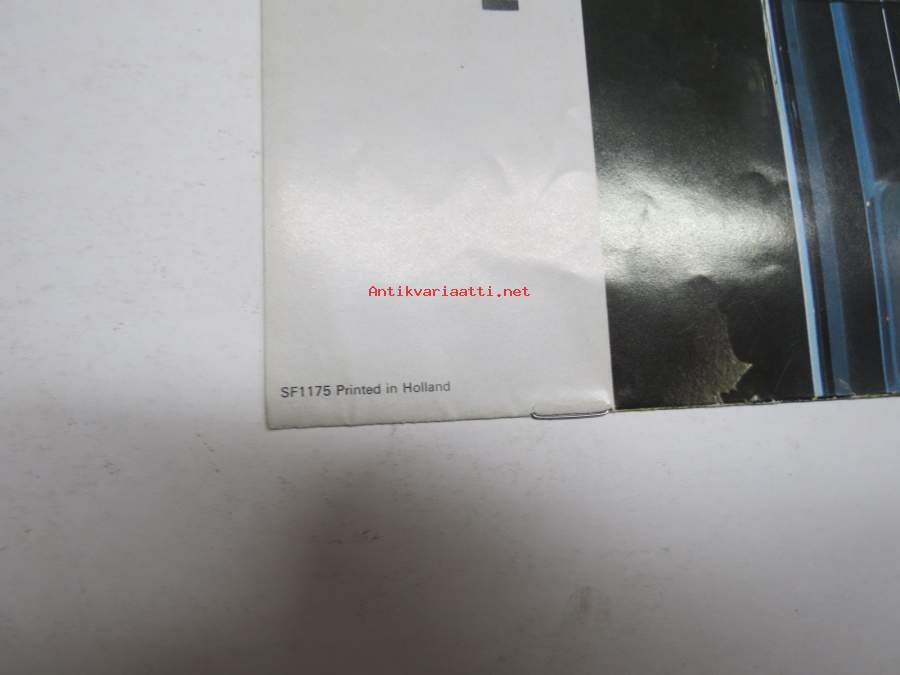 Antikvariaatti.net
SF1175 Printed in Holland